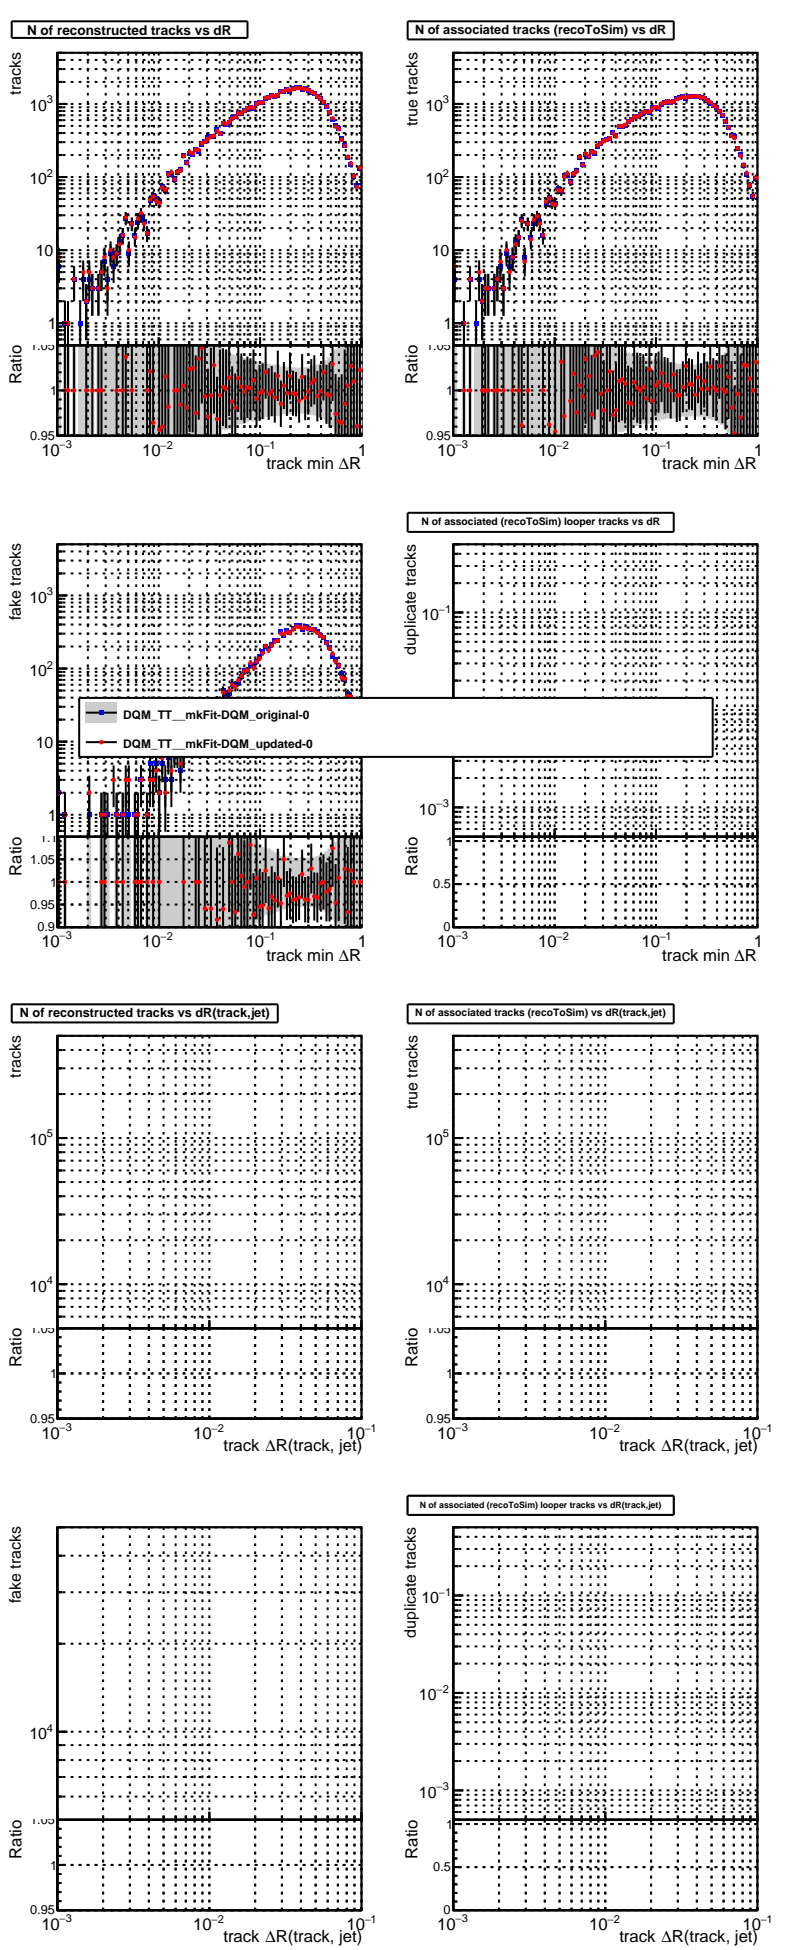 N of reconstructed tracks vs dR
tracks
10³
10²
10
1
Ratio
1.05
1
0.95
10⁻³ 10⁻² 10⁻¹ 1
track min ΔR
N of associated tracks (recoToSim) vs dR
true tracks
10³
10²
10
1
Ratio
1.05
1
0.95
10⁻³ 10⁻² 10⁻¹ 1
track min ΔR
fake tracks
10³
10²
10
1
Ratio
1.1
1.05
1
0.95
0.9
10⁻³ 10⁻² 10⁻¹ 1
track min ΔR
N of associated (recoToSim) looper tracks vs dR
duplicate tracks
10⁻¹
10⁻³
Ratio
1
0.5
0
10⁻³ 10⁻² 10⁻¹ 1
track min ΔR
DQM_TT__mkFit-DQM_original-0
DQM_TT__mkFit-DQM_updated-0
N of reconstructed tracks vs dR(track,jet)
tracks
10⁵
10⁴
Ratio
1.05
1
0.95
10⁻³ 10⁻² 10⁻¹
track ΔR(track, jet)
N of associated tracks (recoToSim) vs dR(track,jet)
true tracks
10⁵
10⁴
Ratio
1.05
1
0.95
10⁻³ 10⁻² 10⁻¹
track ΔR(track, jet)
fake tracks
10⁴
Ratio
1.05
1
0.95
10⁻³ 10⁻² 10⁻¹
track ΔR(track, jet)
N of associated (recoToSim) looper tracks vs dR(track,jet)
duplicate tracks
10⁻¹
10⁻²
10⁻³
Ratio
1
0.5
0
10⁻³ 10⁻² 10⁻¹
track ΔR(track, jet)